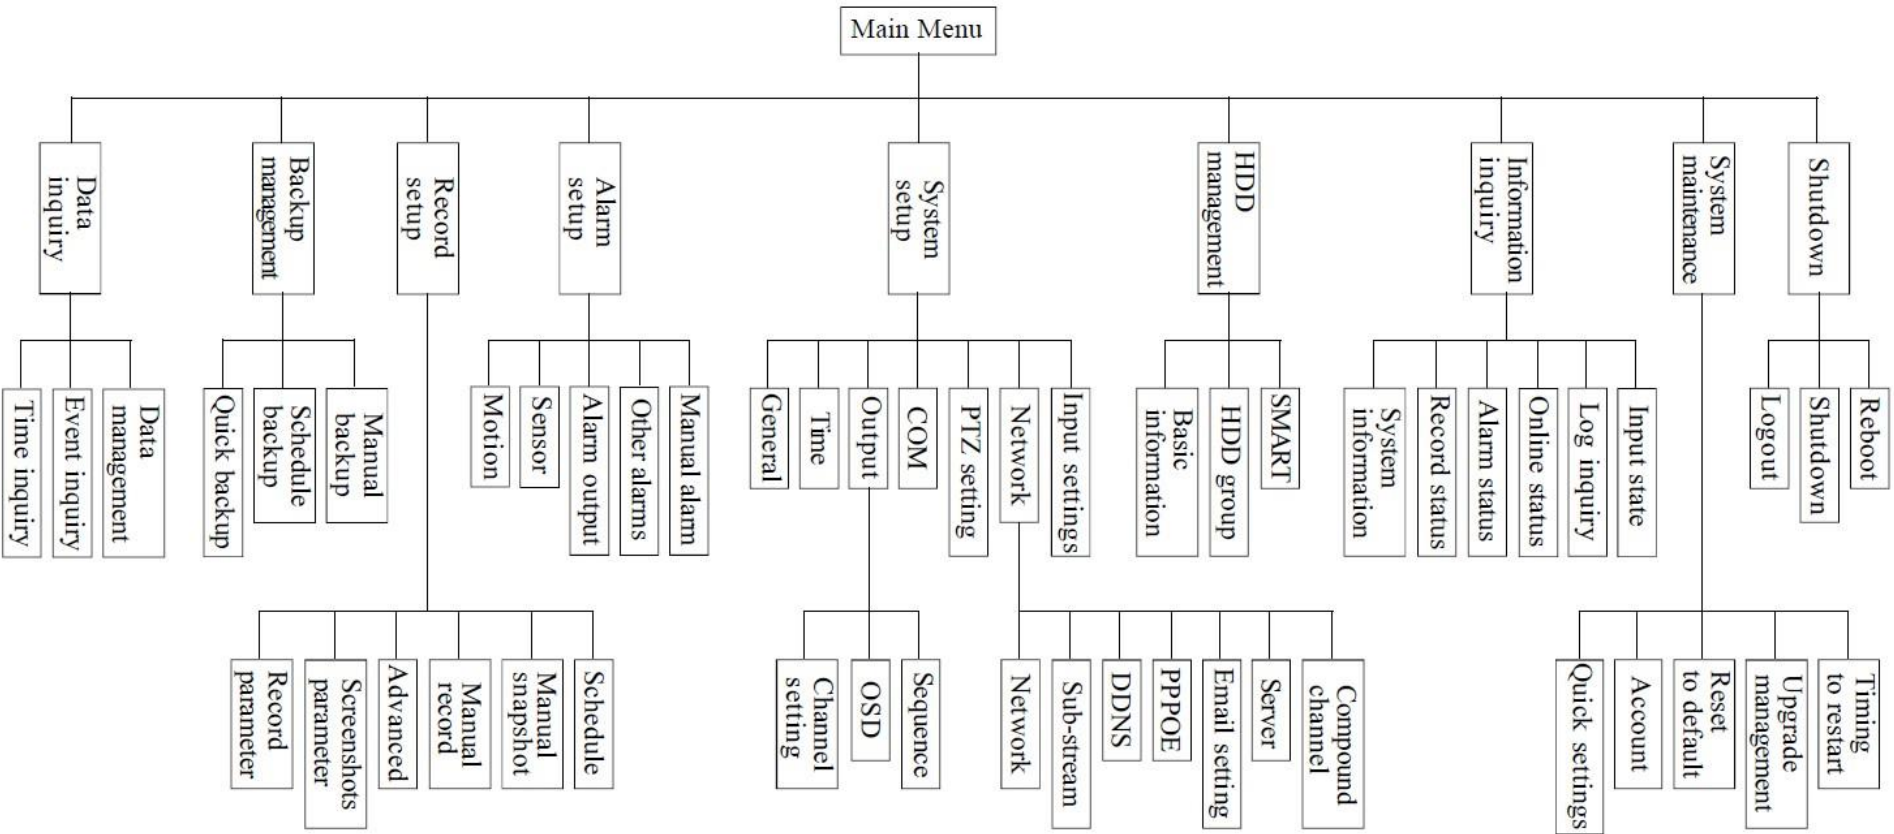 Main Menu
Data
inquiry
Backup
management
Record
setup
Alarm
setup
System
setup
HDD
management
Information
inquiry
System
maintenance
Shutdown
Time inquiry
Event inquiry
Data
management
Quick backup
Schedule
backup
Manual
backup
Motion
Sensor
Alarm output
Other alarms
Manual alarm
General
Time
Output
COM
PTZ setting
Network
Input settings
Basic
information
HDD group
SMART
System
information
Record status
Alarm status
Online status
Log inquiry
Input state
Logout
Shutdown
Reboot
Record
parameter
Screenshots
parameter
Advanced
Manual
record
Manual
snapshot
Schedule
Channel
setting
OSD
Sequence
Network
Sub-stream
DDNS
PPPOE
Email setting
Server
Compound
channel
Quick settings
Account
Reset
to default
Upgrade
management
Timing
to restart